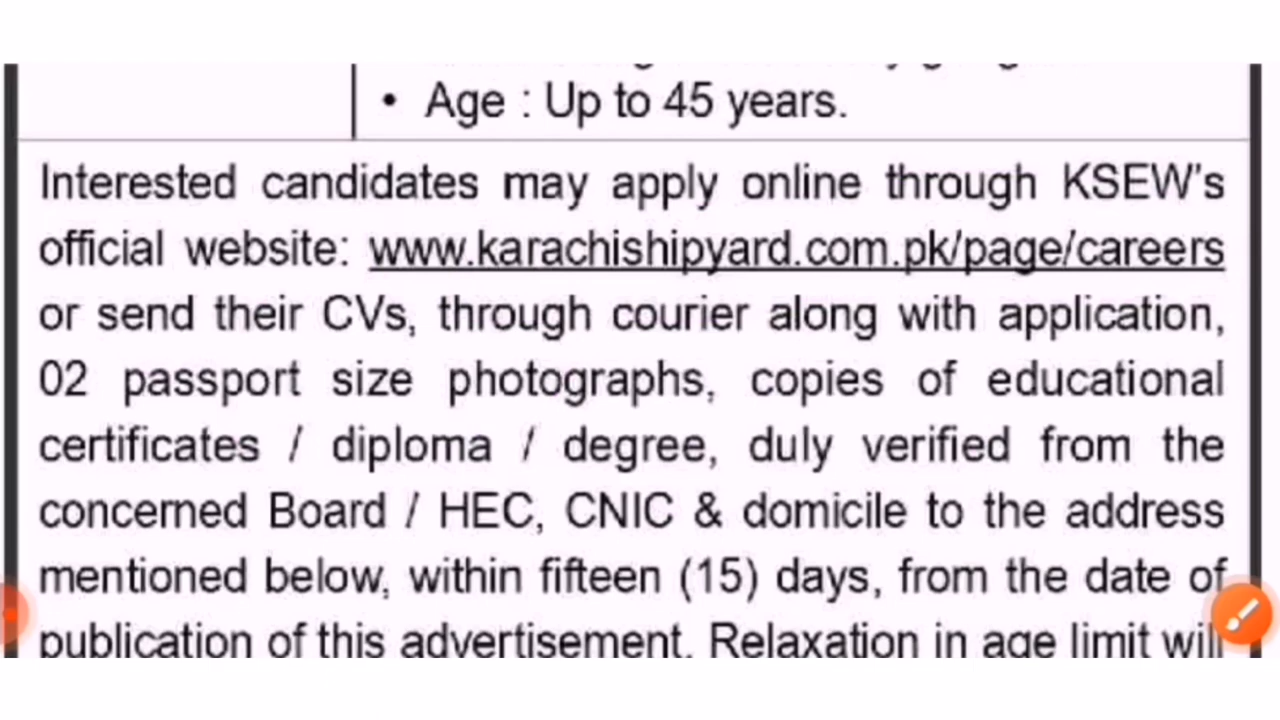 • Age : Up to 45 years.
Interested candidates may apply online through KSEW's
official website: www.karachishipyard.com.pk/page/careers
or send their CVs, through courier along with application,
02 passport size photographs, copies of educational
certificates / diploma / degree, duly verified from the
concerned Board / HEC, CNIC & domicile to the address
mentioned below, within fifteen (15) days, from the date of
publication of this advertisement. Relaxation in age limit will